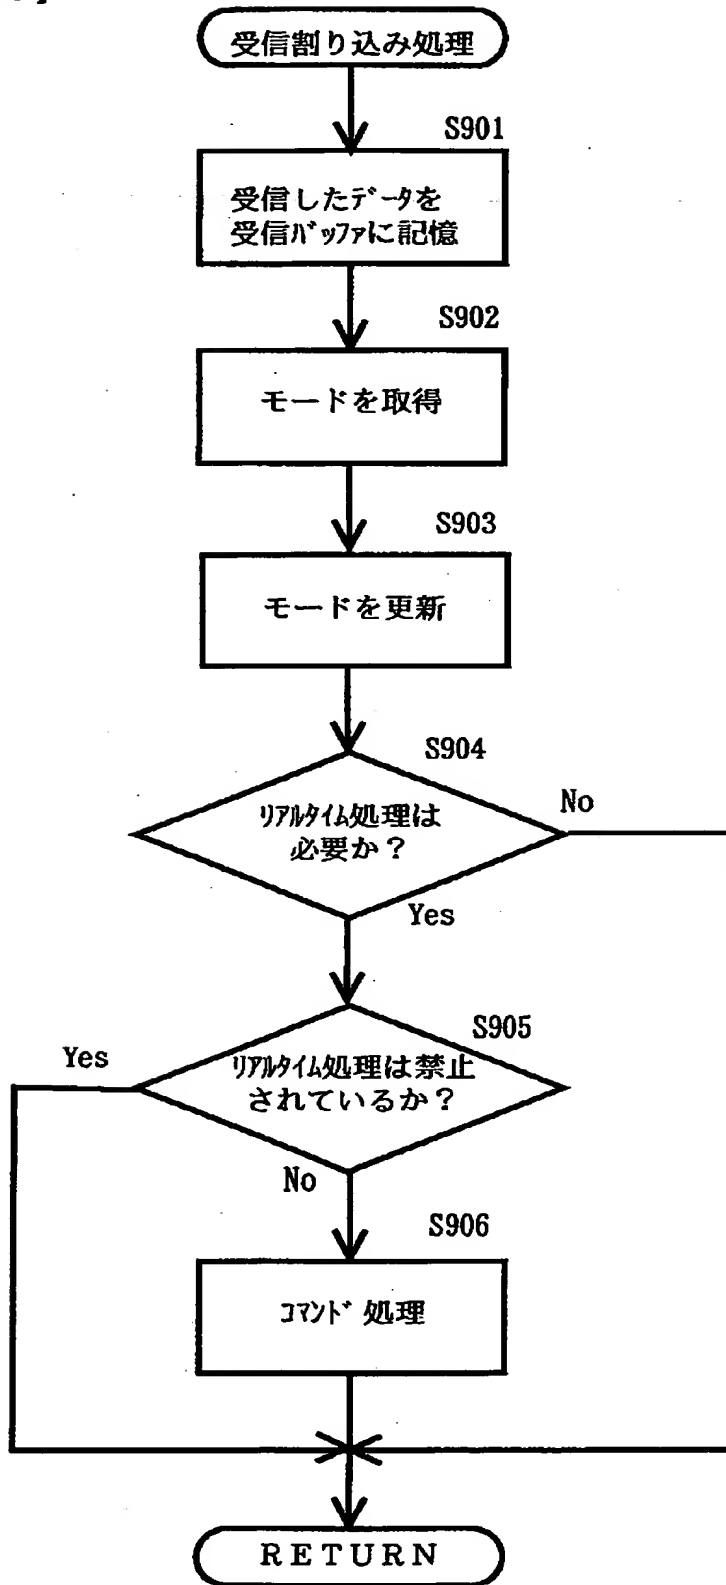 受信割り込み処理
S901
受信したﾃﾞｰﾀを
受信ﾊﾞｯﾌｧに記憶
S902
モードを取得
S903
モードを更新
S904
ﾘｱﾙﾀｲﾑ処理は
必要か？
No
Yes
S905
Yes
ﾘｱﾙﾀｲﾑ処理は禁止
されているか？
No
S906
ｺﾏﾝﾄﾞ処理
ＲＥＴＵＲＮ